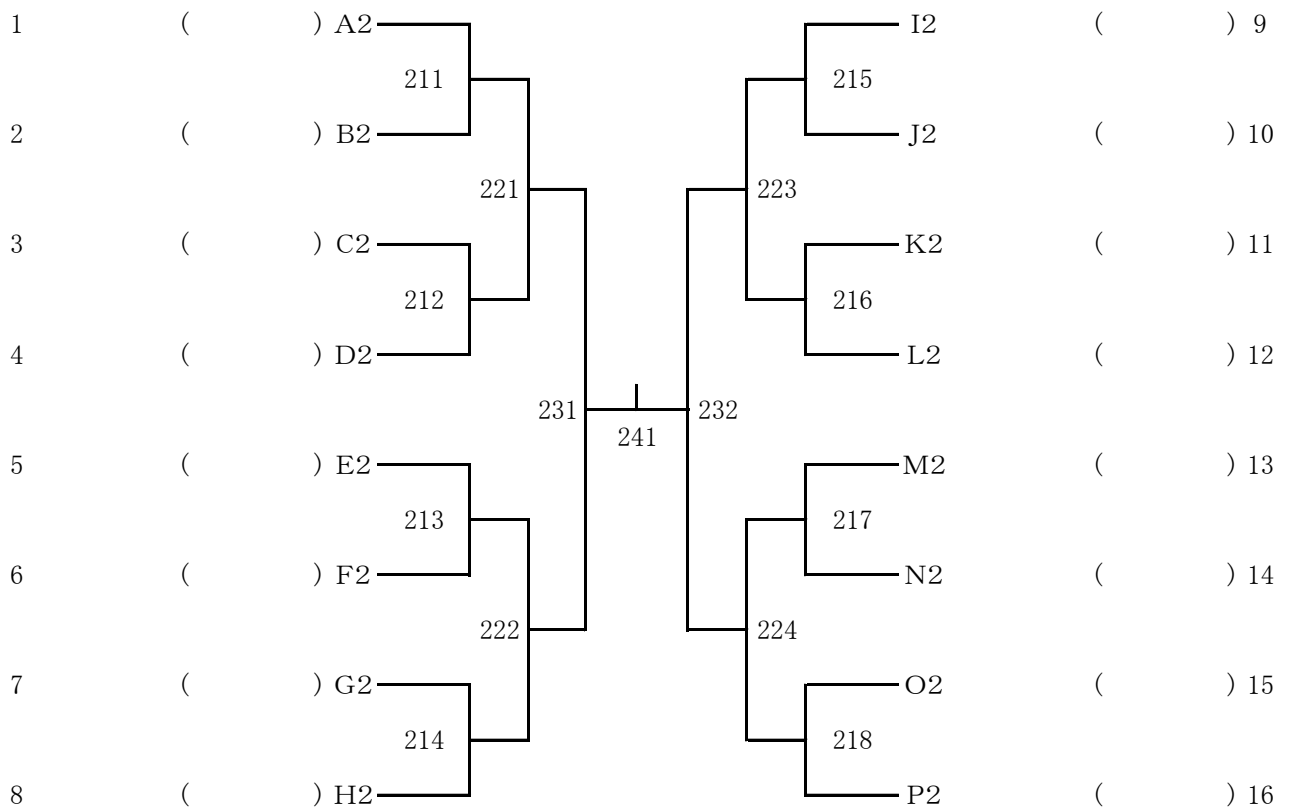 1 ( ) A2 I2 ( ) 9
211 215
2 ( ) B2 J2 ( ) 10
221 223
3 ( ) C2 K2 ( ) 11
212 216
4 ( ) D2 L2 ( ) 12
231 232
241
5 ( ) E2 M2 ( ) 13
213 217
6 ( ) F2 N2 ( ) 14
222 224
7 ( ) G2 O2 ( ) 15
214 218
8 ( ) H2 P2 ( ) 16